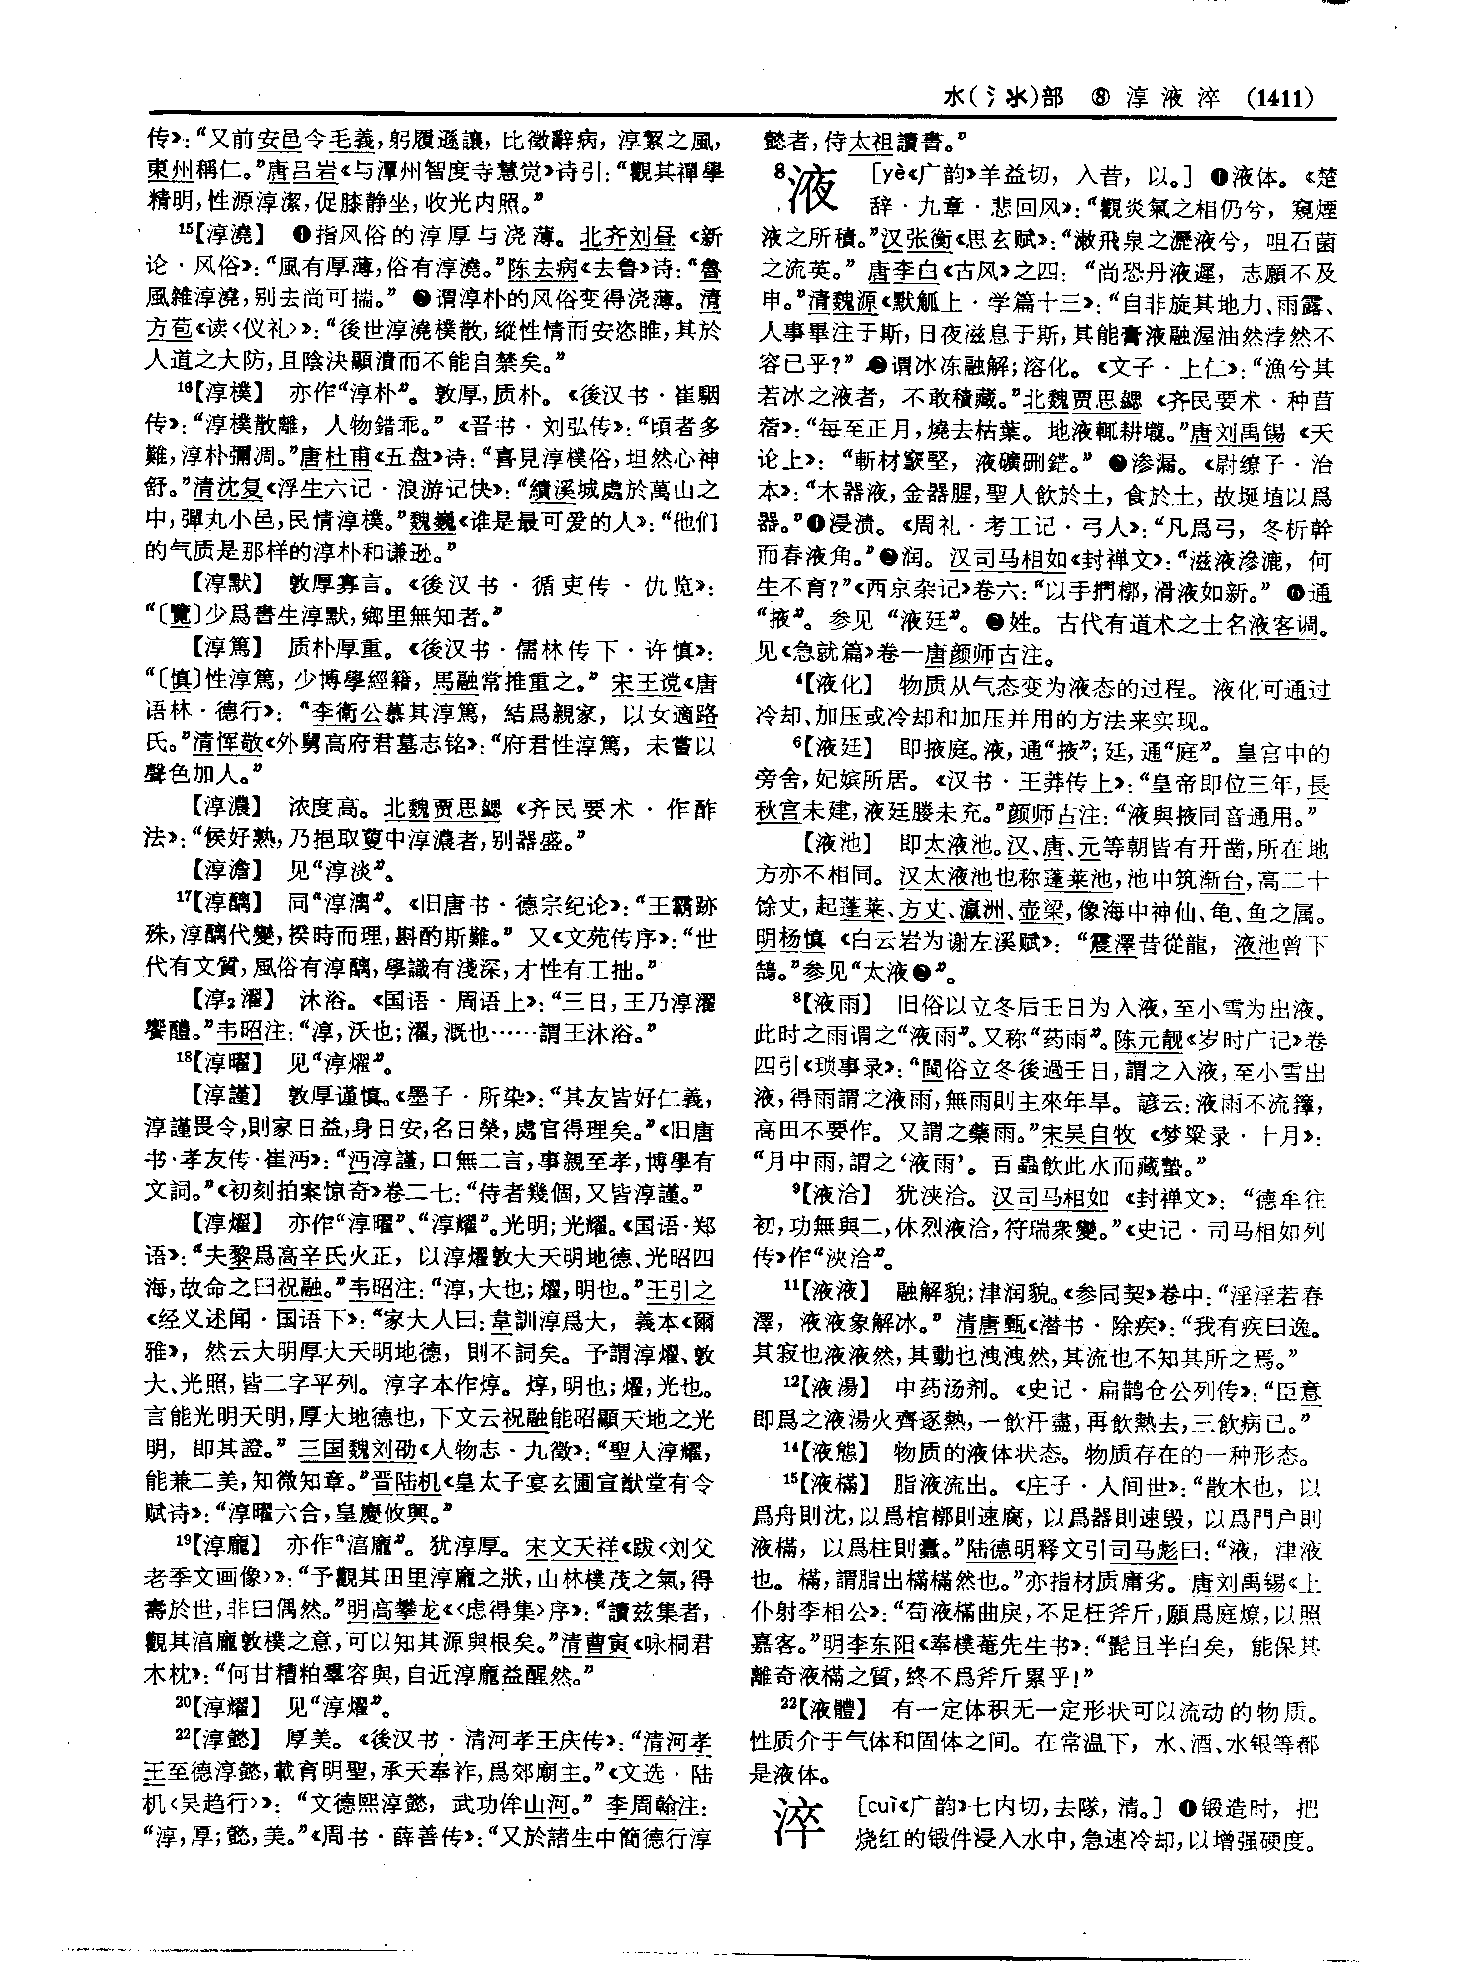 水(氵氺)部 ⑧ 淳液淬 (1411)
传》：“又前安邑令毛義，躬履遜讓，比徵辭病，淳絜之風，
東州稱仁。”唐吕岩《与潭州智度寺慧觉》诗引：“觀其禪學
精明，性源淳潔，促膝静坐，收光内照。”
15【淳澆】 ❶指风俗的淳厚与浇薄。北齐刘昼《新
论·风俗》：“風有厚薄，俗有淳澆。”陈去病《去鲁》诗：“魯
風雖淳澆，别去尚可揣。” ❷谓淳朴的风俗变得浇薄。清
方苞《读〈仪礼〉》：“後世淳澆樸散，縱性情而安恣睢，其於
人道之大防，且陰決顯潰而不能自禁矣。”
16【淳樸】 亦作“淳朴”。敦厚，质朴。《後汉书·崔駰
传》：“淳樸散離，人物錯乖。”《晋书·刘弘传》：“頃者多
難，淳朴彌凋。”唐杜甫《五盘》诗：“喜見淳樸俗，坦然心神
舒。”清沈复《浮生六记·浪游记快》：“績溪城處於萬山之
中，彈丸小邑，民情淳樸。”魏巍《谁是最可爱的人》：“他们
的气质是那样的淳朴和谦逊。”
【淳默】 敦厚寡言。《後汉书·循吏传·仇览》：
“〔覽〕少爲書生淳默，鄉里無知者。”
【淳篤】 质朴厚重。《後汉书·儒林传下·许慎》：
“〔慎〕性淳篤，少博學經籍，馬融常推重之。”宋王谠《唐
语林·德行》：“李衛公慕其淳篤，結爲親家，以女適路
氏。”清恽敬《外舅高府君墓志铭》：“府君性淳篤，未嘗以
聲色加人。”
【淳濃】 浓度高。北魏贾思勰《齐民要术·作酢
法》：“候好熟，乃挹取甕中淳濃者，别器盛。”
【淳澹】 见“淳淡”。
17【淳醨】 同“淳漓”。《旧唐书·德宗纪论》：“王霸跡
殊，淳醨代變，揆時而理，斟酌斯難。”又《文苑传序》：“世
代有文質，風俗有淳醨，學識有淺深，才性有工拙。”
【淳₂濯】 沐浴。《国语·周语上》：“三日，王乃淳濯
饗醴。”韦昭注：“淳，沃也；濯，溉也……謂王沐浴。”
18【淳曜】 见“淳燿”。
【淳謹】 敦厚谨慎。《墨子·所染》：“其友皆好仁義，
淳謹畏令，則家日益，身日安，名日榮，處官得理矣。”《旧唐
书·孝友传·崔沔》：“沔淳謹，口無二言，事親至孝，博學有
文詞。”《初刻拍案惊奇》卷二七：“侍者幾個，又皆淳謹。”
【淳燿】 亦作“淳曜”、“淳耀”。光明；光耀。《国语·郑
语》：“夫黎爲高辛氏火正，以淳燿敦大天明地德、光昭四
海，故命之曰祝融。”韦昭注：“淳，大也；燿，明也。”王引之
《经义述闻·国语下》：“家大人曰：韋訓淳爲大，義本《爾
雅》，然云大明厚大天明地德，則不詞矣。予謂淳燿、敦
大、光照，皆二字平列。淳字本作焞。焞，明也；燿，光也。
言能光明天明，厚大地德也，下文云祝融能昭顯天地之光
明，即其證。”三国魏刘劭《人物志·九徵》：“聖人淳耀，
能兼二美，知微知章。”晋陆机《皇太子宴玄圃宣猷堂有令
赋诗》：“淳曜六合，皇慶攸興。”
19【淳龐】 亦作“湻龐”。犹淳厚。宋文天祥《跋〈刘父
老季文画像〉》：“予觀其田里淳龐之狀，山林樸茂之氣，得
壽於世，非曰偶然。”明高攀龙《〈虑得集〉序》：“讀兹集者，
觀其湻龐敦樸之意，可以知其源與根矣。”清曹寅《咏桐君
木枕》：“何甘糟粕羣容與，自近淳龐益醒然。”
20【淳耀】 见“淳燿”。
22【淳懿】 厚美。《後汉书·清河孝王庆传》：“清河孝
王至德淳懿，載育明聖，承天奉祚，爲郊廟主。”《文选·陆
机〈吴趋行〉》：“文德熙淳懿，武功侔山河。”李周翰注：
“淳，厚；懿，美。”《周书·薛善传》：“又於諸生中簡德行淳
懿者，侍太祖讀書。”
8液 [yè《广韵》羊益切，入昔，以。] ❶液体。《楚
辞·九章·悲回风》：“觀炎氣之相仍兮，窺煙
液之所積。”汉张衡《思玄赋》：“漱飛泉之瀝液兮，咀石菌
之流英。”唐李白《古风》之四：“尚恐丹液遲，志願不及
申。”清魏源《默觚上·学篇十三》：“自非旋其地力、雨露、
人事畢注于斯，日夜滋息于斯，其能膏液融渥油然浡然不
容已乎？” ❷谓冰冻融解；溶化。《文子·上仁》：“渙兮其
若冰之液者，不敢積藏。”北魏贾思勰《齐民要术·种苜
蓿》：“每至正月，燒去枯葉。地液輒耕壠。”唐刘禹锡《天
论上》：“斬材窾堅，液礦硎鋩。” ❸渗漏。《尉缭子·治
本》：“木器液，金器腥，聖人飲於土，食於土，故埏埴以爲
器。”❹浸渍。《周礼·考工记·弓人》：“凡爲弓，冬析幹
而春液角。”❺润。汉司马相如《封禅文》：“滋液滲漉，何
生不育？”《西京杂记》卷六：“以手捫槨，滑液如新。” ❻通
“掖”。参见“液廷”。❼姓。古代有道术之士名液客调。
见《急就篇》卷一唐颜师古注。
4【液化】 物质从气态变为液态的过程。液化可通过
冷却、加压或冷却和加压并用的方法来实现。
6【液廷】 即掖庭。液，通“掖”；廷，通“庭”。皇宫中的
旁舍，妃嫔所居。《汉书·王莽传上》：“皇帝即位三年，長
秋宫未建，液廷媵未充。”颜师古注：“液與掖同音通用。”
【液池】 即太液池。汉、唐、元等朝皆有开凿，所在地
方亦不相同。汉太液池也称蓬莱池，池中筑渐台，高二十
馀丈，起蓬莱、方丈、瀛洲、壶梁，像海中神仙、龟、鱼之属。
明杨慎《白云岩为谢左溪赋》：“震澤昔從龍，液池曾下
鵠。”参见“太液❷”。
8【液雨】 旧俗以立冬后壬日为入液，至小雪为出液。
此时之雨谓之“液雨”。又称“药雨”。陈元靓《岁时广记》卷
四引《琐事录》：“閩俗立冬後過壬日，謂之入液，至小雪出
液，得雨謂之液雨，無雨則主來年旱。諺云：液雨不流籜，
高田不要作。又謂之藥雨。”宋吴自牧《梦粱录·十月》：
“月中雨，謂之‘液雨’。百蟲飲此水而藏蟄。”
9【液洽】 犹浃洽。汉司马相如《封禅文》：“德牟往
初，功無與二，休烈液洽，符瑞衆變。”《史记·司马相如列
传》作“浹洽”。
11【液液】 融解貌；津润貌。《参同契》卷中：“淫淫若春
澤，液液象解冰。”清唐甄《潜书·除疾》：“我有疾曰逸。
其寂也液液然，其動也洩洩然，其流也不知其所之焉。”
12【液湯】 中药汤剂。《史记·扁鹊仓公列传》：“臣意
即爲之液湯火齊逐熱，一飲汗盡，再飲熱去，三飲病已。”
14【液態】 物质的液体状态。物质存在的一种形态。
15【液樠】 脂液流出。《庄子·人间世》：“散木也，以
爲舟則沈，以爲棺槨則速腐，以爲器則速毁，以爲門户則
液樠，以爲柱則蠹。”陆德明释文引司马彪曰：“液，津液
也。樠，謂脂出樠樠然也。”亦指材质庸劣。唐刘禹锡《上
仆射李相公》：“苟液樠曲戾，不足枉斧斤，願爲庭燎，以照
嘉客。”明李东阳《奉樸菴先生书》：“髭且半白矣，能保其
離奇液樠之質，終不爲斧斤累乎！”
22【液體】 有一定体积无一定形状可以流动的物质。
性质介于气体和固体之间。在常温下，水、酒、水银等都
是液体。
淬 [cuì《广韵》七内切，去隊，清。] ❶锻造时，把
烧红的锻件浸入水中，急速冷却，以增强硬度。